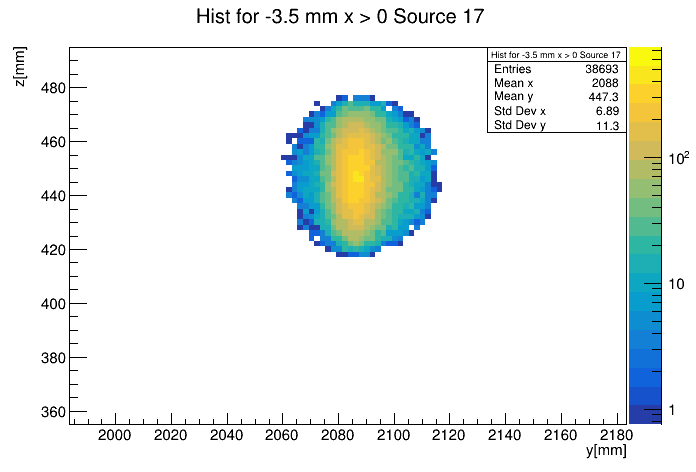 Hist for -3.5 mm x > 0 Source 17
z[mm]
Hist for -3.5 mm x > 0 Source 17
Entries 38693
Mean x 2088
Mean y 447.3
Std Dev x 6.89
Std Dev y 11.3
480
460
440
420
400
380
360
10²
10
1
2000 2020 2040 2060 2080 2100 2120 2140 2160 2180
y[mm]